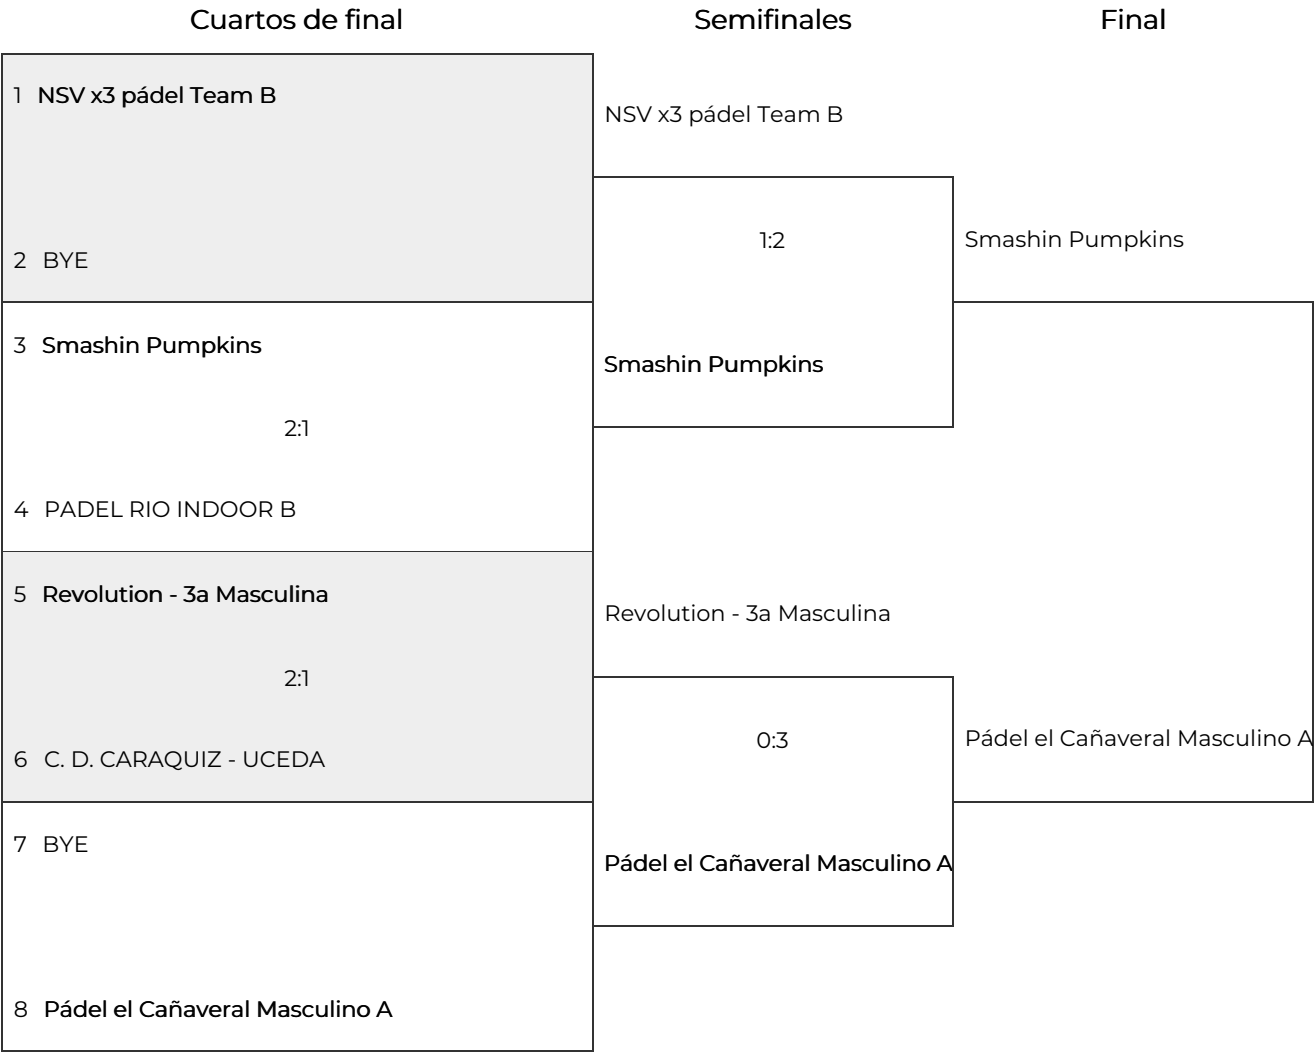 Cuartos de final
Semifinales
Final
1 NSV x3 pádel Team B
2 BYE
3 Smashin Pumpkins
2:1
4 PADEL RIO INDOOR B
5 Revolution - 3a Masculina
2:1
6 C. D. CARAQUIZ - UCEDA
7 BYE
8 Pádel el Cañaveral Masculino A
NSV x3 pádel Team B
1:2
Smashin Pumpkins
Revolution - 3a Masculina
0:3
Pádel el Cañaveral Masculino A
Smashin Pumpkins
Pádel el Cañaveral Masculino A